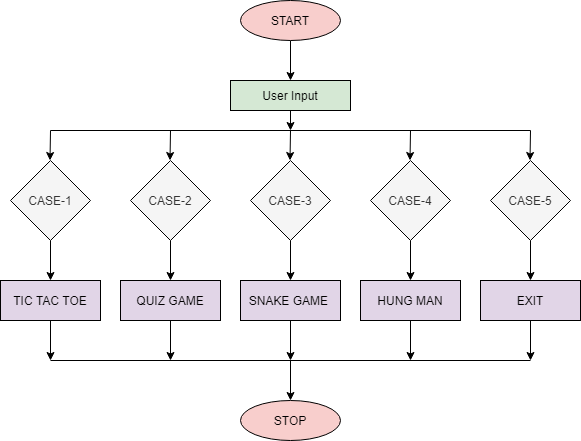 START
User Input
CASE-1
CASE-2
CASE-3
CASE-4
CASE-5
TIC TAC TOE
QUIZ GAME
SNAKE GAME
HUNG MAN
EXIT
STOP